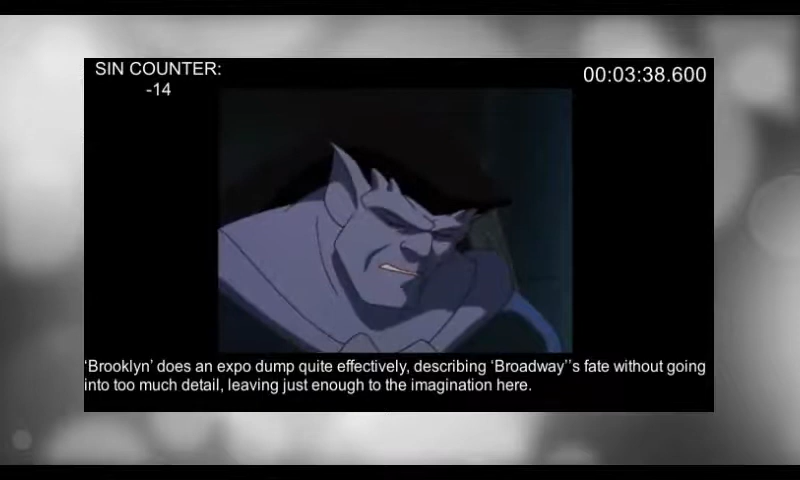 SIN COUNTER:
-14
00:03:38.600
‘Brooklyn’ does an expo dump quite effectively, describing ‘Broadway’’s fate without going
into too much detail, leaving just enough to the imagination here.